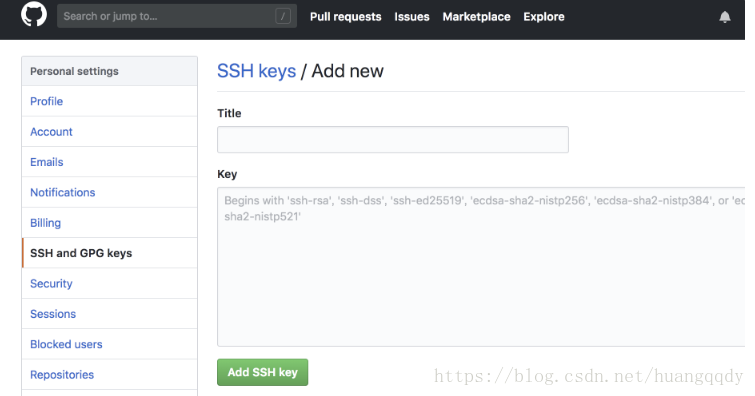 Search or jump to... / Pull requests Issues Marketplace Explore
Personal settings
Profile
Account
Emails
Notifications
Billing
SSH and GPG keys
Security
Sessions
Blocked users
Repositories
SSH keys / Add new
Title
Key
Begins with 'ssh-rsa', 'ssh-dss', 'ssh-ed25519', 'ecdsa-sha2-nistp256', 'ecdsa-sha2-nistp384', or 'ec
sha2-nistp521'
Add SSH key
https://blog.csdn.net/huangqqdy